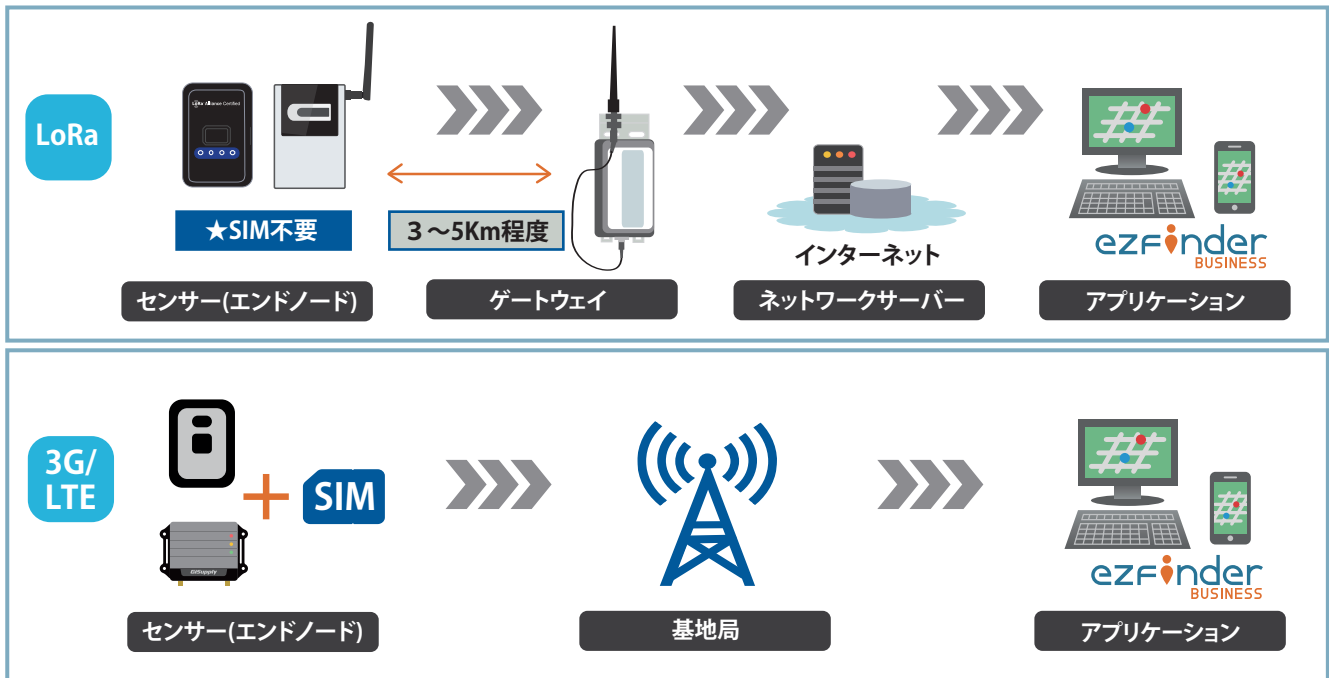 LoRa
LoRa Alliance Certified
★SIM不要
3～5Km程度
インターネット
ezFinder
BUSINESS
センサー(エンドノード)
ゲートウェイ
ネットワークサーバー
アプリケーション
3G/
LTE
SIM
GISupply
ezFinder
BUSINESS
センサー(エンドノード)
基地局
アプリケーション